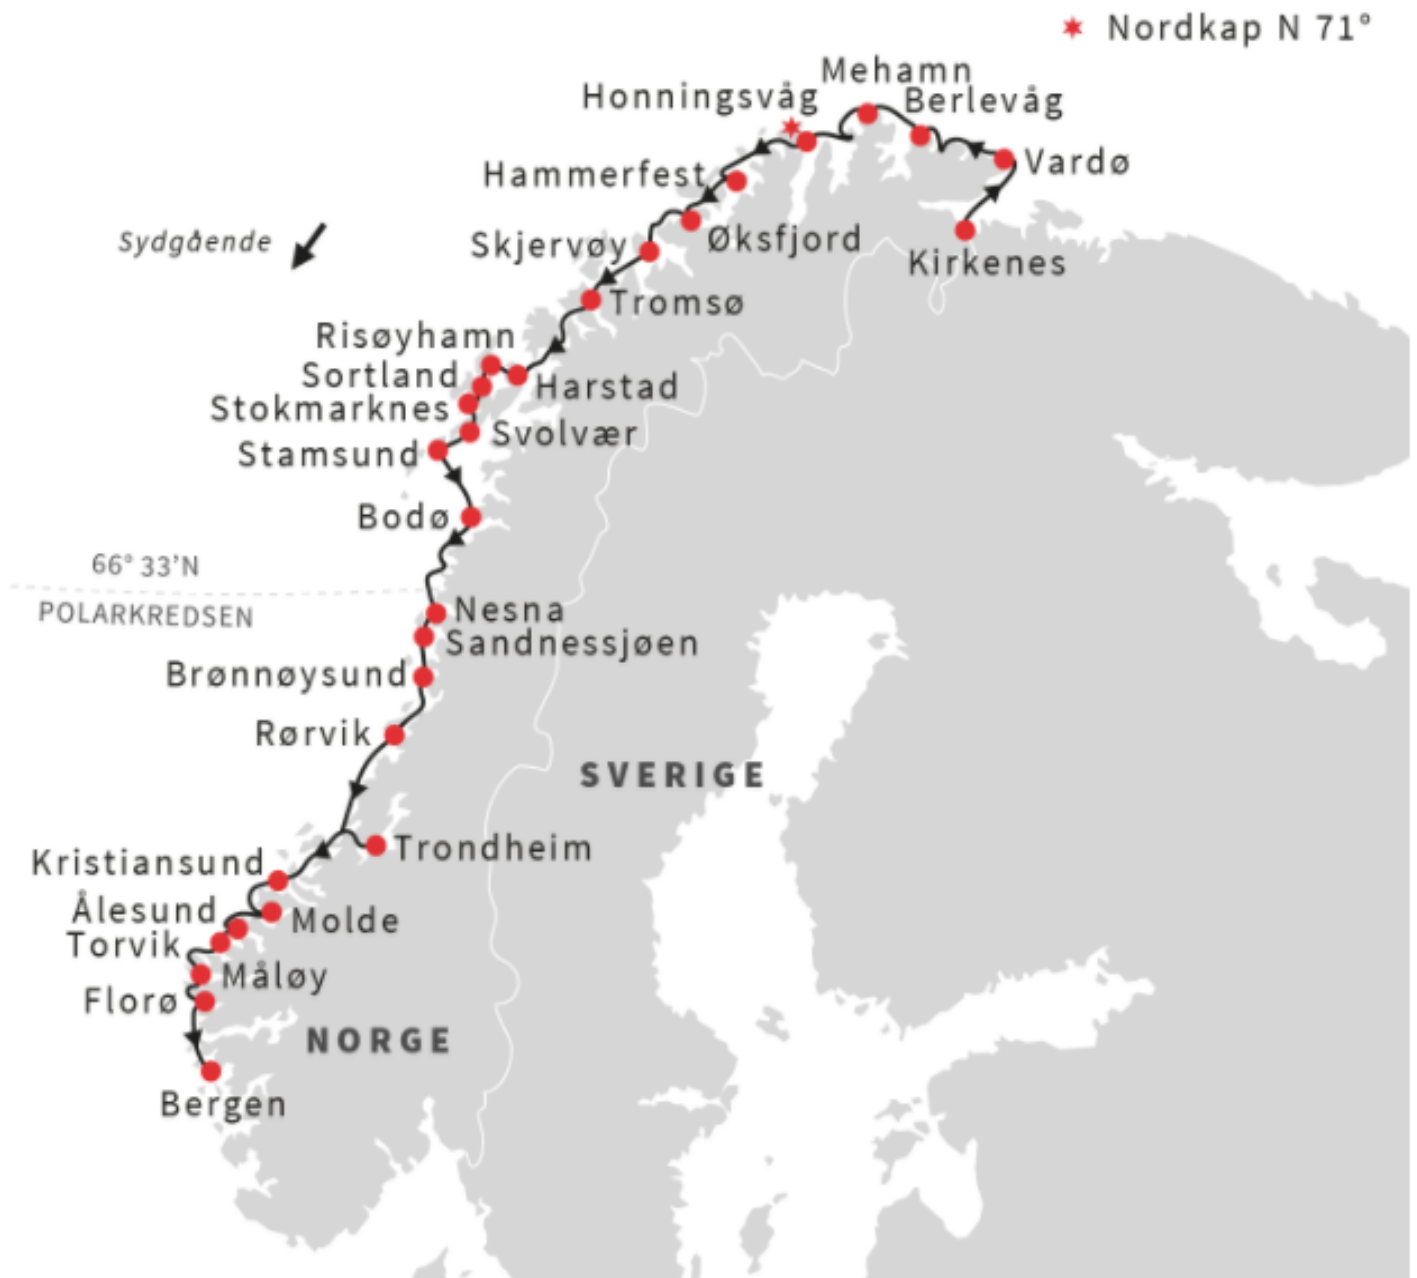 Nordkap N 71°
Mehamn
Honningsvåg
Berlevåg
Vardø
Hammerfest
Øksfjord
Sydgående
Skjervøy
Kirkenes
Tromsø
Risøyhamn
Sortland
Harstad
Stokmarknes
Svolvær
Stamsund
Bodø
66° 33'N
POLARKREDSEN
Nesna
Sandnessjøen
Brønnøysund
Rørvik
SVERIGE
Trondheim
Kristiansund
Ålesund
Molde
Torvik
Måløy
Florø
NORGE
Bergen